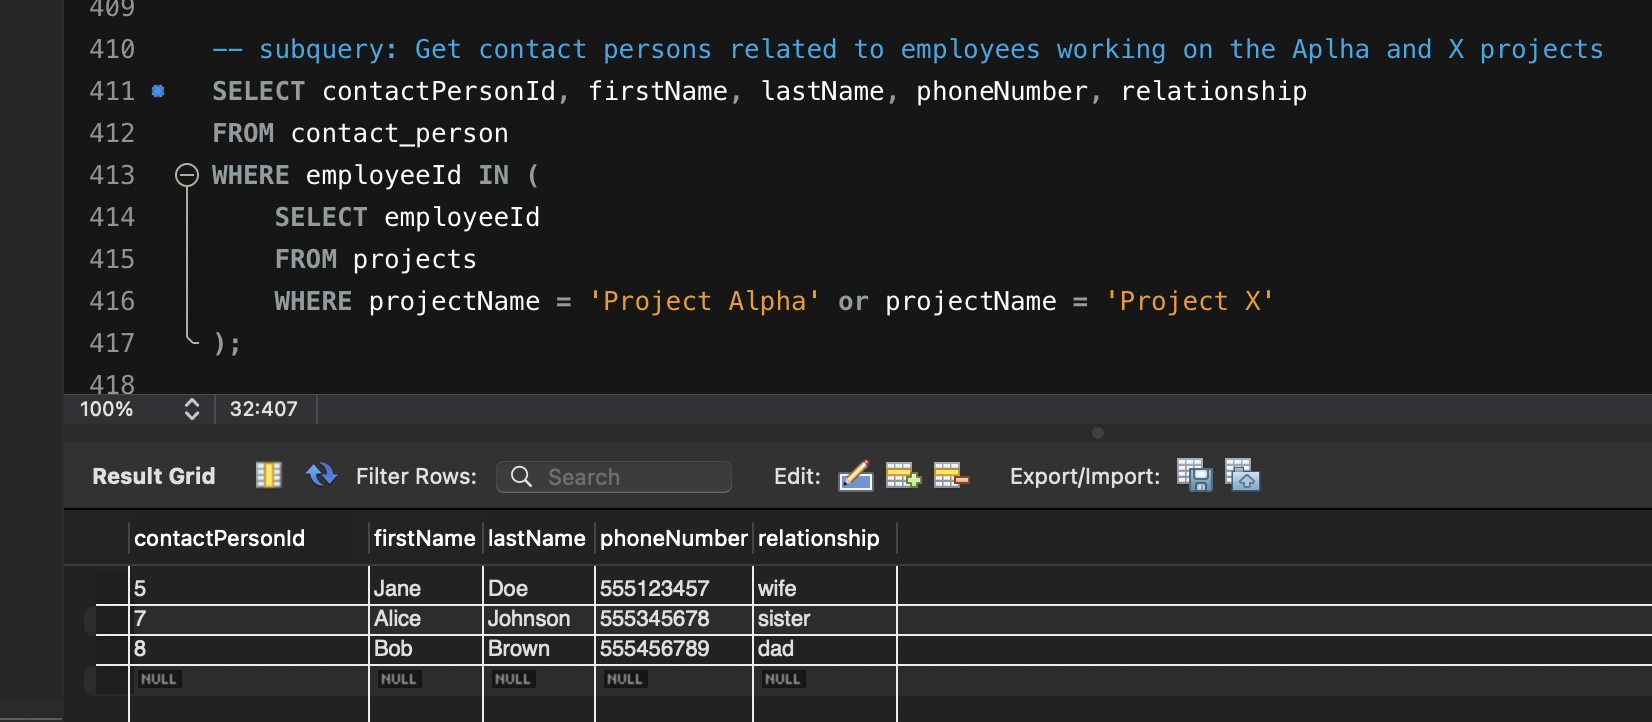 409
410 -- subquery: Get contact persons related to employees working on the Aplha and X projects
411 SELECT contactPersonId, firstName, lastName, phoneNumber, relationship
412 FROM contact_person
413 WHERE employeeId IN (
414 SELECT employeeId
415 FROM projects
416 WHERE projectName = 'Project Alpha' or projectName = 'Project X'
417 );
418
100% 32:407
Result Grid Filter Rows: Search Edit: Export/Import:
contactPersonId firstName lastName phoneNumber relationship
5 Jane Doe 555123457 wife
7 Alice Johnson 555345678 sister
8 Bob Brown 555456789 dad
NULL NULL NULL NULL NULL